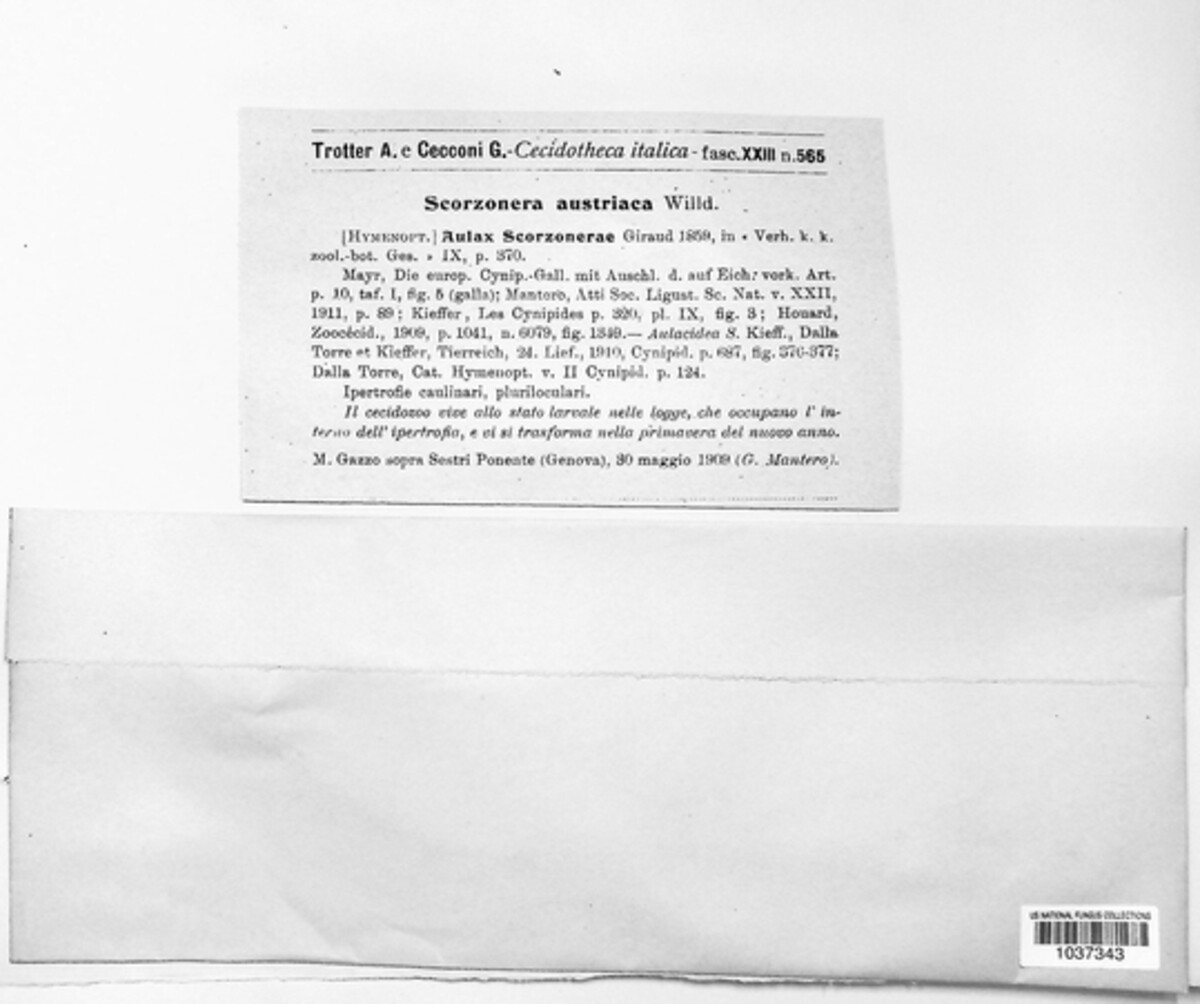 Trotter A. e Cecconi G.-Cecidotheca italica - fasc.XXIII n.565
Scorzonera austriaca Willd.
[HYMENOPT.] Aulax Scorzonerae Giraud 1859, in « Verh. k. k.
zool.-bot. Ges. » IX, p. 370.
Mayr, Die europ. Cynip.-Gall. mit Auschl. d. auf Eich. vork. Art.
p. 10, taf. I, fig. 5 (galla); Mantero, Atti Soc. Ligust. Sc. Nat. v. XXII,
1911, p. 89; Kieffer, Les Cynipides p. 320, pl. IX, fig. 3; Houard,
Zoocécid., 1909, p. 1041, n. 6079, fig. 1349.— Aulacidea S. Kieff., Dalla
Torre et Kieffer, Tierreich, 24. Lief., 1910, Cynipid. p. 687, fig. 376-377;
Dalla Torre, Cat. Hymenopt. v. II Cynipid. p. 124.
Ipertrofie caulinari, pluriloculari.
Il cecidozoo vive allo stato larvale nelle logge, che occupano l' in-
terno dell' ipertrofia, e vi si trasforma nella primavera del nuovo anno.
M. Gazzo sopra Sestri Ponente (Genova), 30 maggio 1909 (G. Mantero).
US NATIONAL FUNGUS COLLECTIONS
1037343